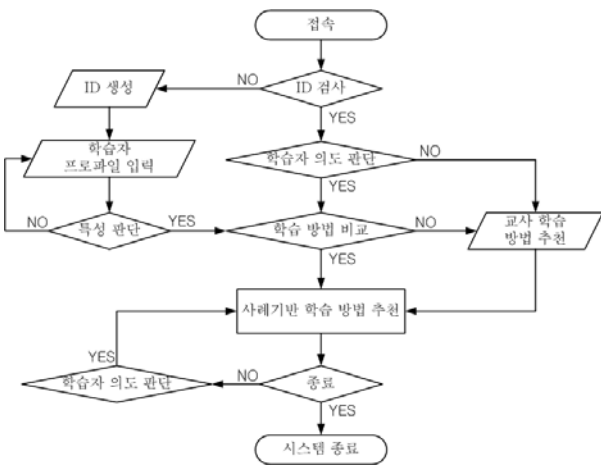 접속
NO
ID 생성
ID 검사
YES
학습자
프로파일 입력
학습자 의도 판단
NO
YES
NO
특성 판단
YES
학습 방법 비교
NO
교사 학습
방법 추천
YES
사례기반 학습 방법 추천
YES
학습자 의도 판단
NO
종료
YES
시스템 종료